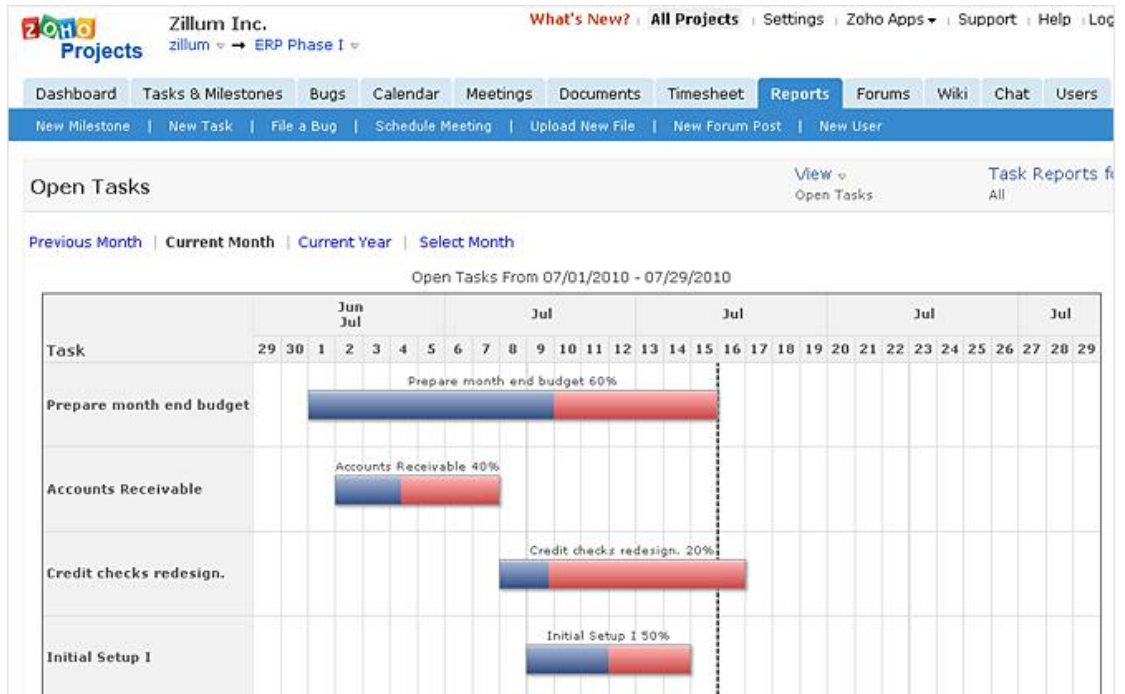 ZOHO Projects
Zillum Inc.
zillum → ERP Phase I
What's New? | All Projects | Settings | Zoho Apps | Support | Help | Log
Dashboard Tasks & Milestones Bugs Calendar Meetings Documents Timesheet Reports Forums Wiki Chat Users
New Milestone | New Task | File a Bug | Schedule Meeting | Upload New File | New Forum Post | New User
Open Tasks
View
Open Tasks
Task Reports fo
All
Previous Month | Current Month | Current Year | Select Month
Open Tasks From 07/01/2010 - 07/29/2010
Jun
Jul
Jul Jul Jul Jul
Task 29 30 1 2 3 4 5 6 7 8 9 10 11 12 13 14 15 16 17 18 19 20 21 22 23 24 25 26 27 28 29
Prepare month end budget 60%
Prepare month end budget
Accounts Receivable 40%
Accounts Receivable
Credit checks redesign. 20%
Credit checks redesign.
Initial Setup I 50%
Initial Setup I